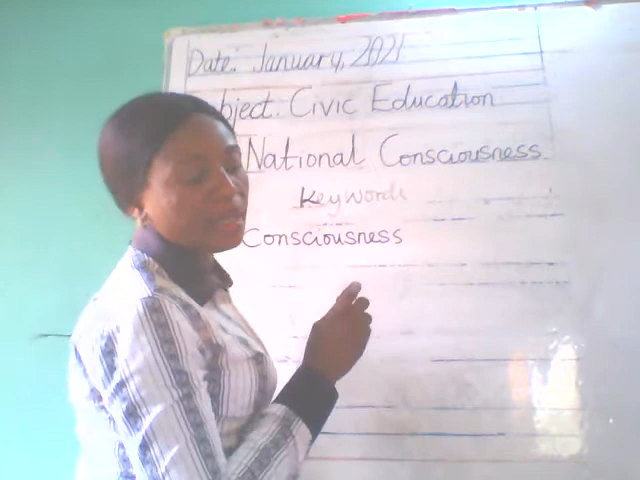 Date: January, 2021
bject: Civic Education
National Consciousness
Keywords
Consciousness